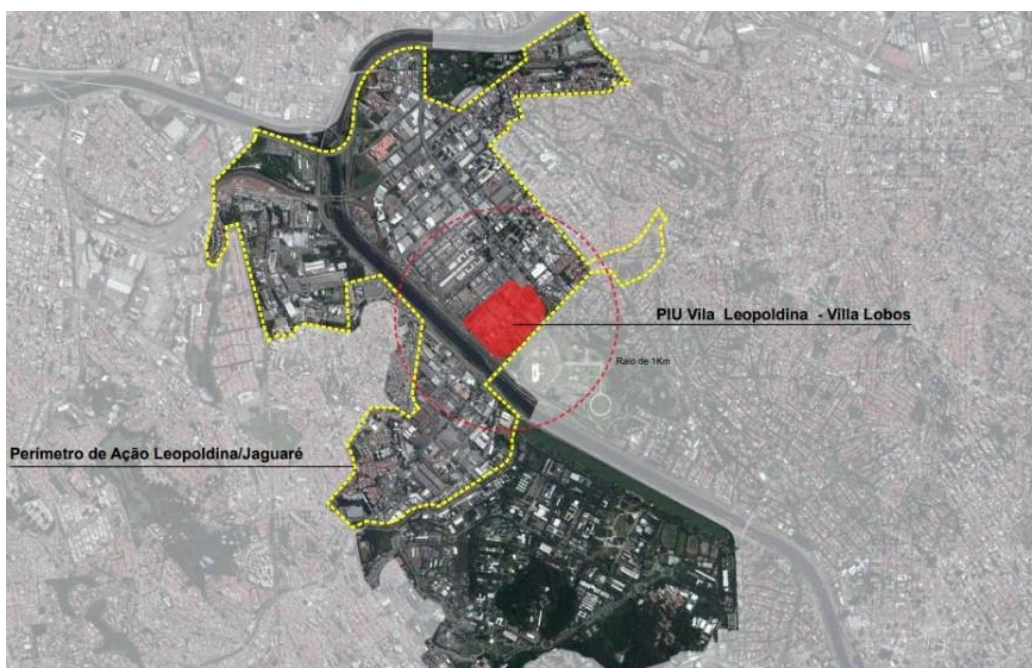 PIU Vila Leopoldina - Villa Lobos
Raio de 1Km
Perímetro de Ação Leopoldina/Jaguaré